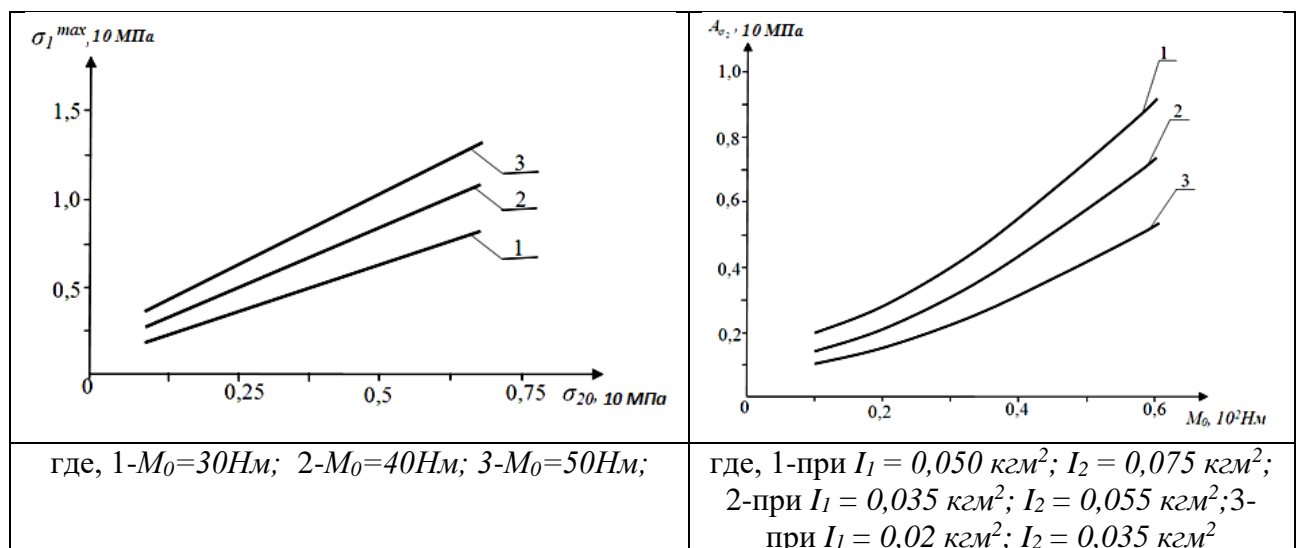 σ₁ᵐᵃˣ, 10 МПа
1,5
1,0
0,5
0
0,25
0,5
0,75
σ₂₀, 10 МПа
3
2
1
где, 1-M₀=30Нм; 2-M₀=40Нм; 3-M₀=50Нм;
A_σ₂, 10 МПа
1,0
0,8
0,6
0,4
0,2
0
0,2
0,4
0,6
M₀, 10²Нм
1
2
3
где, 1-при I₁ = 0,050 кгм²; I₂ = 0,075 кгм²;
2-при I₁ = 0,035 кгм²; I₂ = 0,055 кгм²;3-
при I₁ = 0,02 кгм²; I₂ = 0,035 кгм²